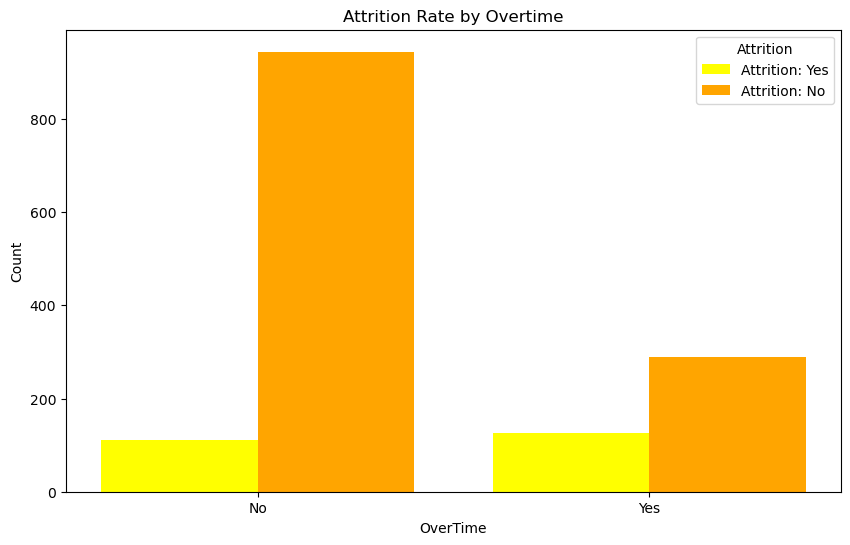 Attrition Rate by Overtime
Attrition
Attrition: Yes
Attrition: No
800
600
400
200
0
Count
No
Yes
OverTime